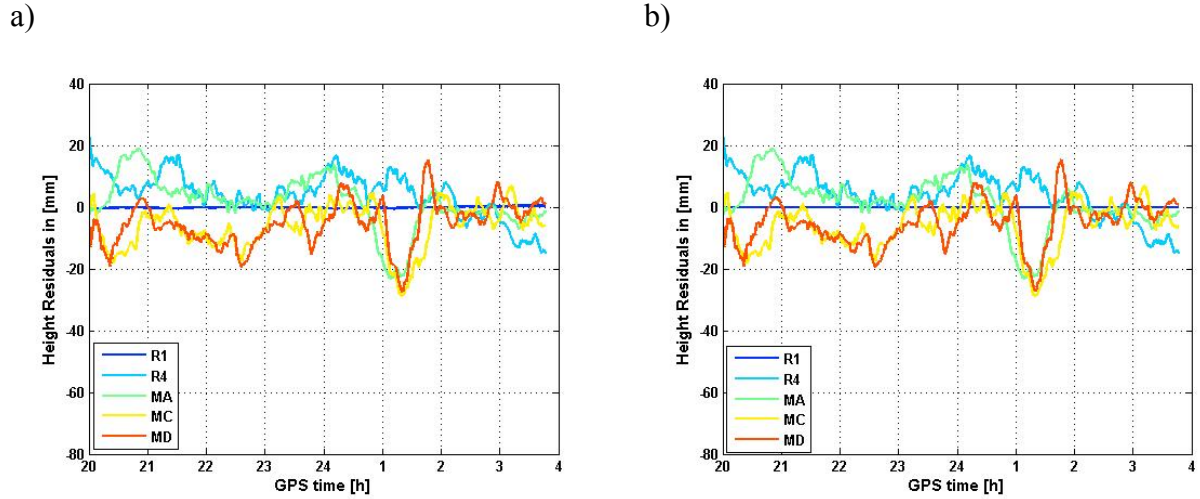 a)
b)
Height Residuals in [mm]
40
20
0
-20
-40
-60
-80
R1
R4
MA
MC
MD
20 21 22 23 24 1 2 3 4
GPS time [h]
Height Residuals in [mm]
40
20
0
-20
-40
-60
-80
R1
R4
MA
MC
MD
20 21 22 23 24 1 2 3 4
GPS time [h]